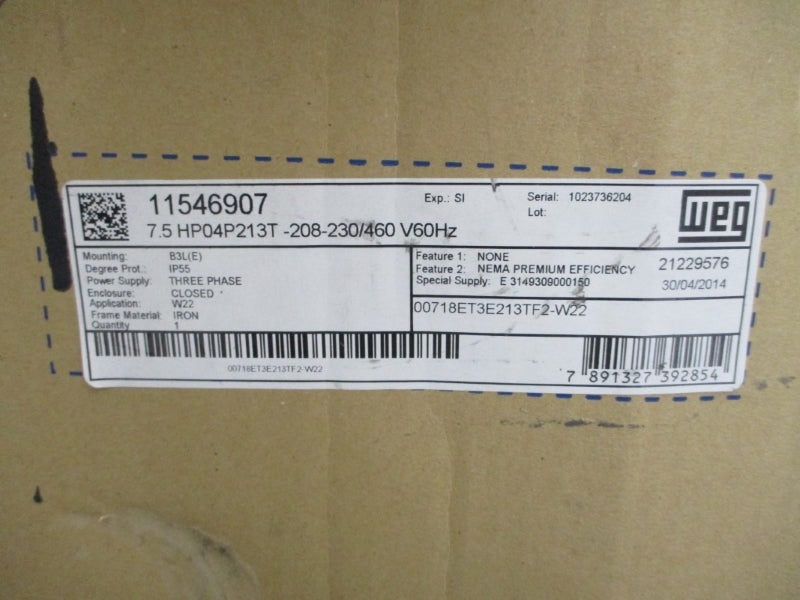 11546907
Exp.: SI
Serial: 1023736204
Lot:
weg
7.5 HP04P213T -208-230/460 V60Hz
Mounting: B3L(E)
Degree Prot.: IP55
Power Supply: THREE PHASE
Enclosure: CLOSED
Application: W22
Frame Material: IRON
Quantity 1
Feature 1: NONE
Feature 2: NEMA PREMIUM EFFICIENCY
Special Supply: E 3149309000150
21229576
30/04/2014
00718ET3E213TF2-W22
00718ET3E213TF2-W22
7 891327 392854